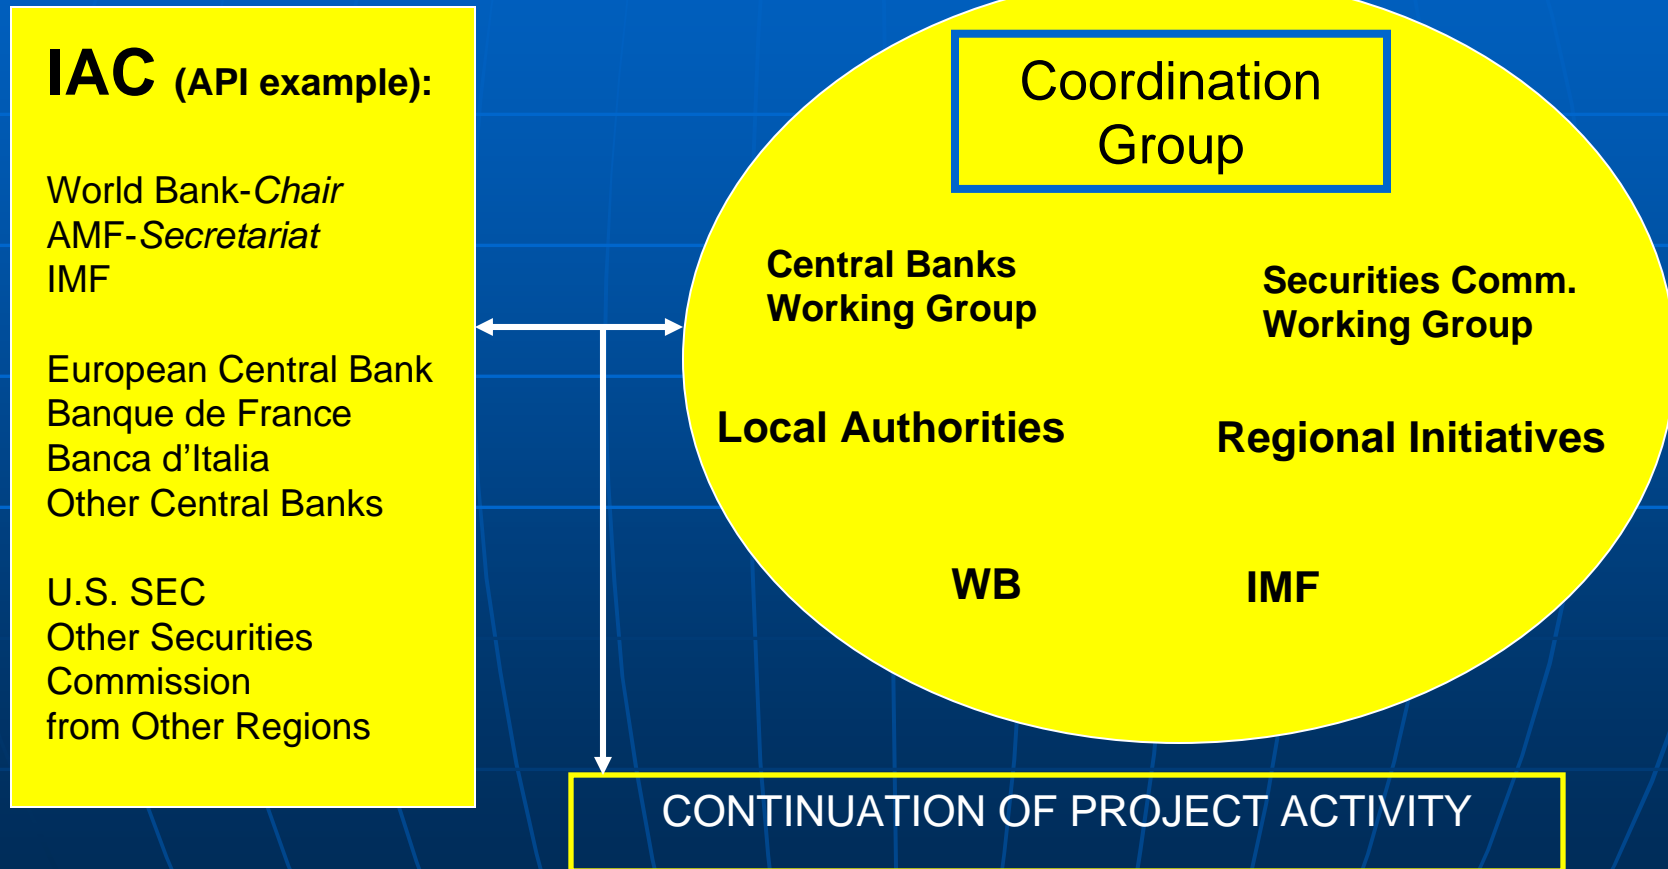 IAC (API example):
World Bank-Chair
AMF-Secretariat
IMF
European Central Bank
Banque de France
Banca d’Italia
Other Central Banks
U.S. SEC
Other Securities
Commission
from Other Regions
Coordination
Group
Central Banks
Working Group
Securities Comm.
Working Group
Local Authorities
Regional Initiatives
WB
IMF
CONTINUATION OF PROJECT ACTIVITY